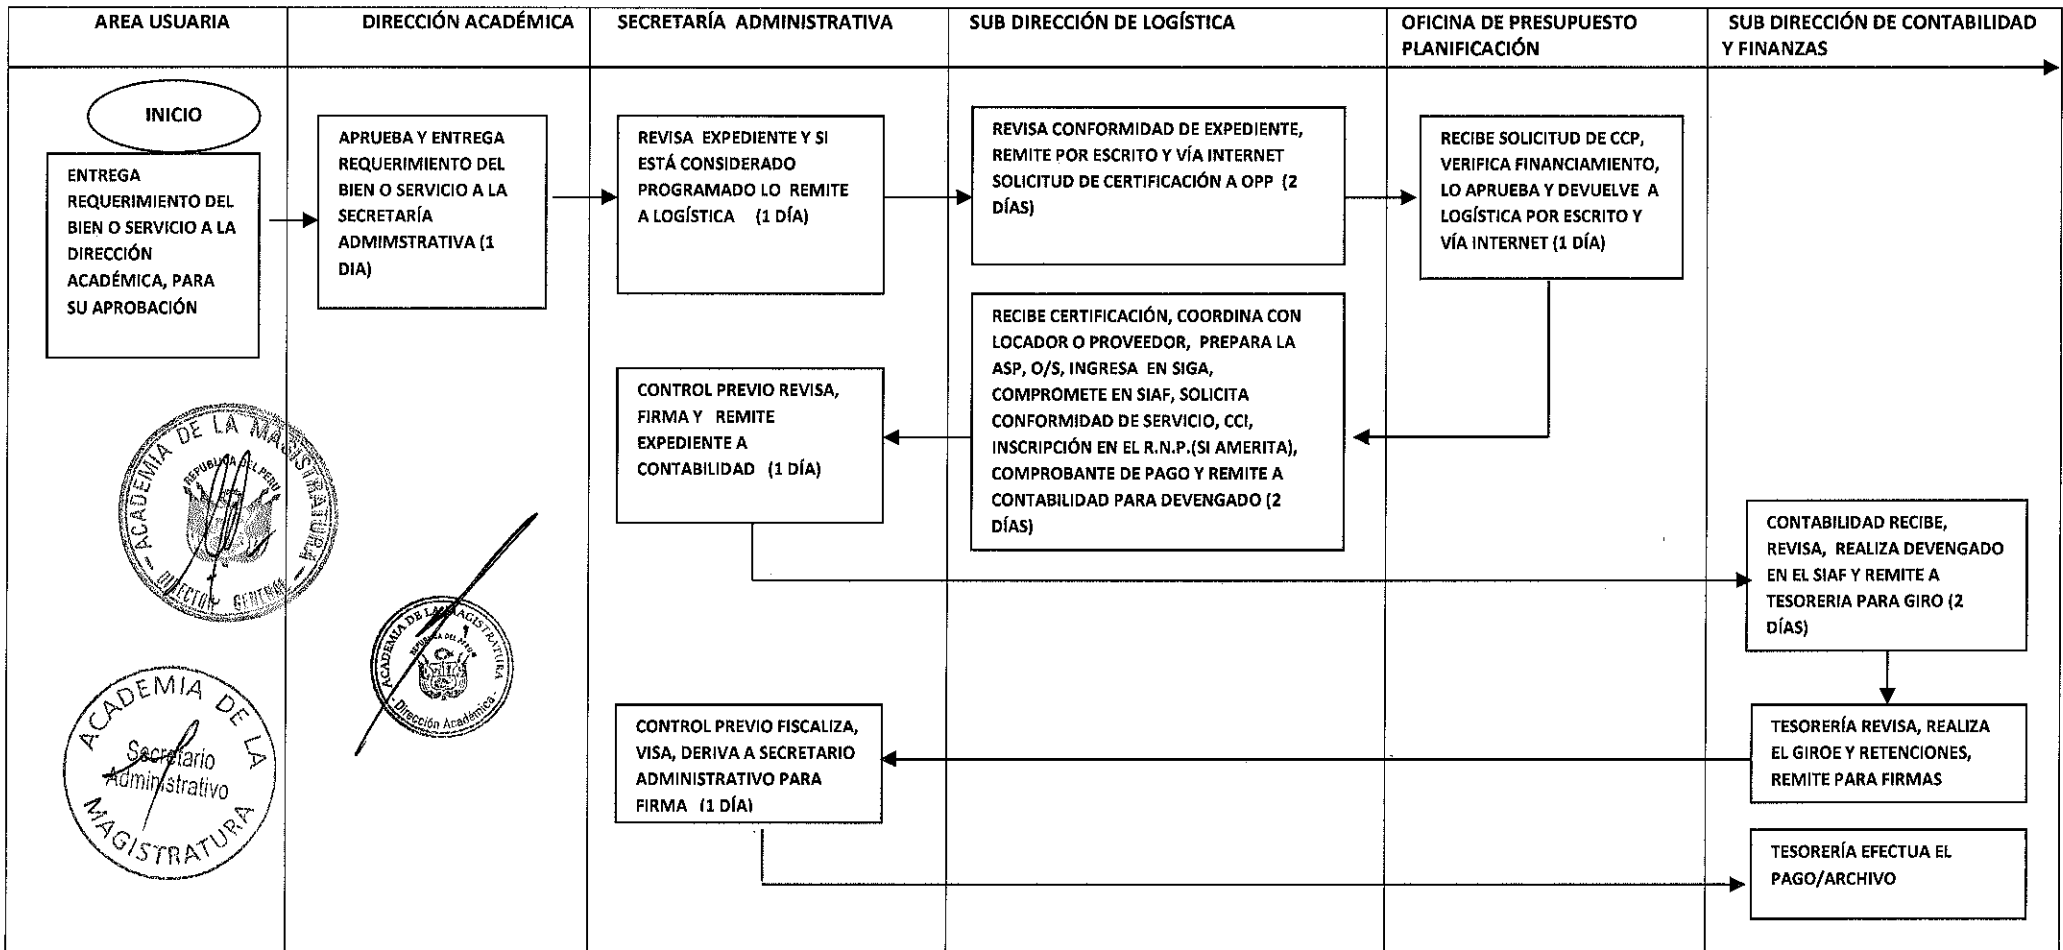 AREA USUARIA
DIRECCIÓN ACADÉMICA
SECRETARÍA ADMINISTRATIVA
SUB DIRECCIÓN DE LOGÍSTICA
OFICINA DE PRESUPUESTO
PLANIFICACIÓN
SUB DIRECCIÓN DE CONTABILIDAD
Y FINANZAS
INICIO
ENTREGA
REQUERIMIENTO DEL
BIEN O SERVICIO A LA
DIRECCIÓN
ACADÉMICA, PARA
SU APROBACIÓN
APRUEBA Y ENTREGA
REQUERIMIENTO DEL
BIEN O SERVICIO A LA
SECRETARÍA
ADMIMSTRATIVA (1
DIA)
REVISA EXPEDIENTE Y SI
ESTÁ CONSIDERADO
PROGRAMADO LO REMITE
A LOGÍSTICA (1 DÍA)
REVISA CONFORMIDAD DE EXPEDIENTE,
REMITE POR ESCRITO Y VÍA INTERNET
SOLICITUD DE CERTIFICACIÓN A OPP (2
DÍAS)
RECIBE SOLICITUD DE CCP,
VERIFICA FINANCIAMIENTO,
LO APRUEBA Y DEVUELVE A
LOGÍSTICA POR ESCRITO Y
VÍA INTERNET (1 DÍA)
RECIBE CERTIFICACIÓN, COORDINA CON
LOCADOR O PROVEEDOR, PREPARA LA
ASP, O/S, INGRESA EN SIGA,
COMPROMETE EN SIAF, SOLICITA
CONFORMIDAD DE SERVICIO, CCI,
INSCRIPCIÓN EN EL R.N.P.(SI AMERITA),
COMPROBANTE DE PAGO Y REMITE A
CONTABILIDAD PARA DEVENGADO (2
DÍAS)
CONTROL PREVIO REVISA,
FIRMA Y REMITE
EXPEDIENTE A
CONTABILIDAD (1 DÍA)
CONTABILIDAD RECIBE,
REVISA, REALIZA DEVENGADO
EN EL SIAF Y REMITE A
TESORERIA PARA GIRO (2
DÍAS)
TESORERÍA REVISA, REALIZA
EL GIROE Y RETENCIONES,
REMITE PARA FIRMAS
CONTROL PREVIO FISCALIZA,
VISA, DERIVA A SECRETARIO
ADMINISTRATIVO PARA
FIRMA (1 DÍA)
TESORERÍA EFECTUA EL
PAGO/ARCHIVO
ACADEMIA DE LA MAGISTRATURA
REPUBLICA DEL PERU
DIRECTOR GENERAL
ACADEMIA DE LA MAGISTRATURA
REPUBLICA DEL PERU
Dirección Académica
ACADEMIA DE LA
Secretario
Administrativo
MAGISTRATURA